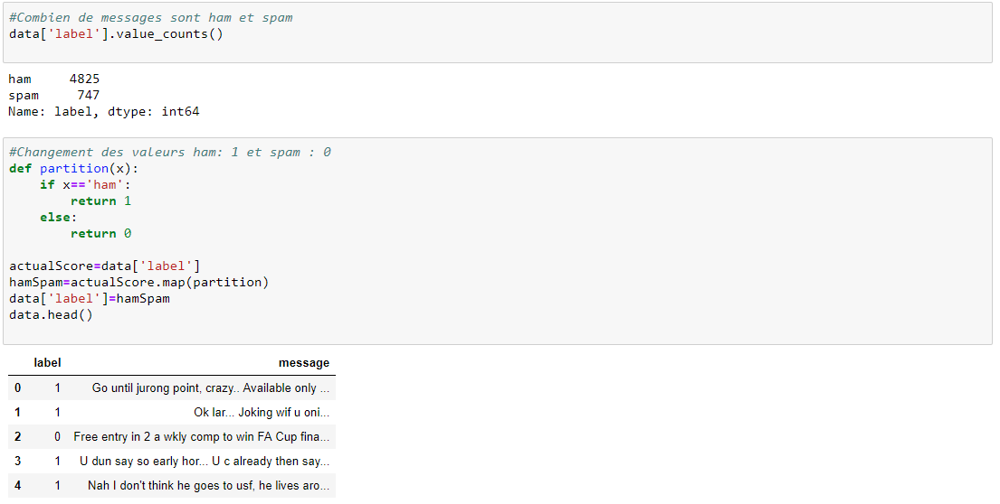 #Combien de messages sont ham et spam
data['label'].value_counts()
ham     4825
spam     747
Name: label, dtype: int64
#Changement des valeurs ham: 1 et spam : 0
def partition(x):
    if x=='ham':
        return 1
    else:
        return 0
actualScore=data['label']
hamSpam=actualScore.map(partition)
data['label']=hamSpam
data.head()
label message
0 1 Go until jurong point, crazy.. Available only ...
1 1 Ok lar... Joking wif u oni...
2 0 Free entry in 2 a wkly comp to win FA Cup fina...
3 1 U dun say so early hor... U c already then say...
4 1 Nah I don't think he goes to usf, he lives aro...